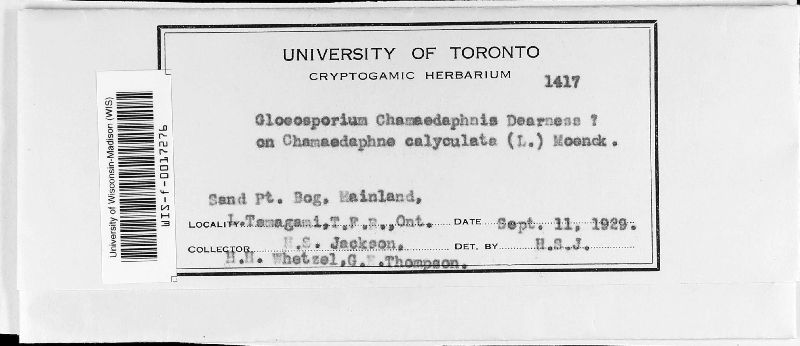 UNIVERSITY OF TORONTO
CRYPTOGAMIC HERBARIUM
1417
Gloeosporium Chamaedaphnis Dearness ?
on Chamaedaphne calyculata (L.) Moenck.
Sand Pt. Bog, Mainland,
LOCALITY L.Temagami,T.F.R.,Ont. DATE Sept. 11, 1929.
COLLECTOR H.S. Jackson, DET. BY H.S.J.
H.H. Whetzel,G. .Thompson.
University of Wisconsin-Madison (WIS)
WIS-f-0017276